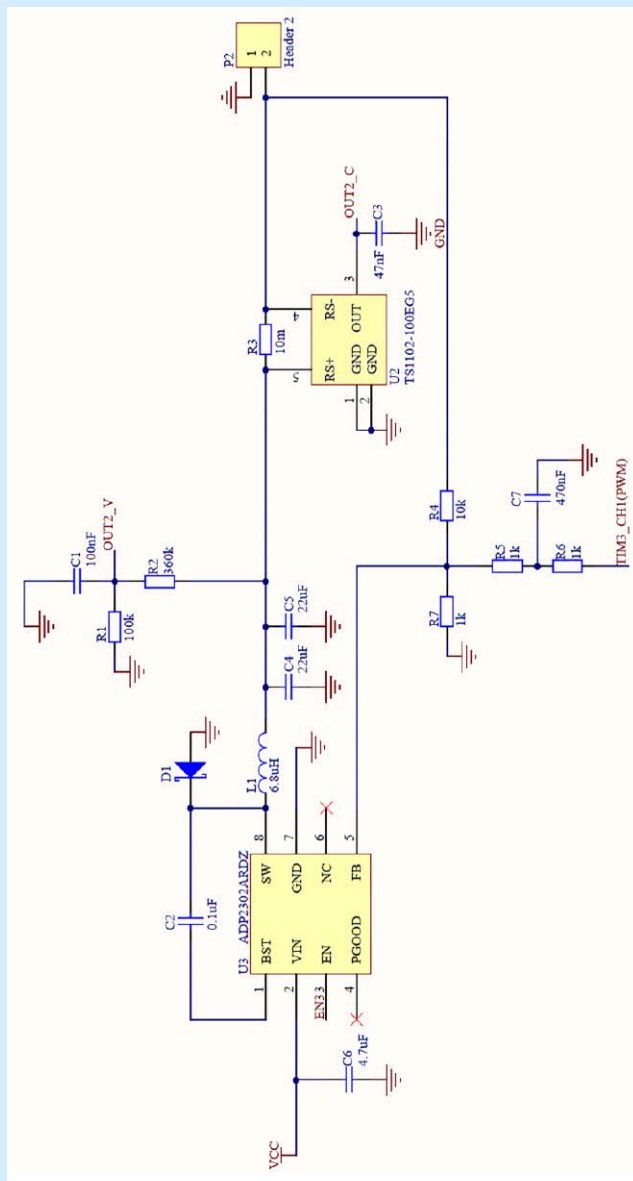 P2
1
2
Header 2
OUT2_C
C3
47nF
GND
R3
10m
4
5
RS-
RS+
OUT
3
GND
GND
1
2
U2
TS1102-100EG5
C1
100nF
OUT2_V
R2
360k
R1
100k
C5
22uF
C4
22uF
R4
10k
C7
470nF
R5
1k
R6
1k
R7
1k
TIM3_CH1(PWM)
D1
L1
6.8uH
C2
0.1uF
U3
ADP2302ARDZ
8
SW
7
GND
6
NC
5
FB
BST
1
VIN
2
EN
EN3
3
PGOOD
4
C6
4.7uF
VCC